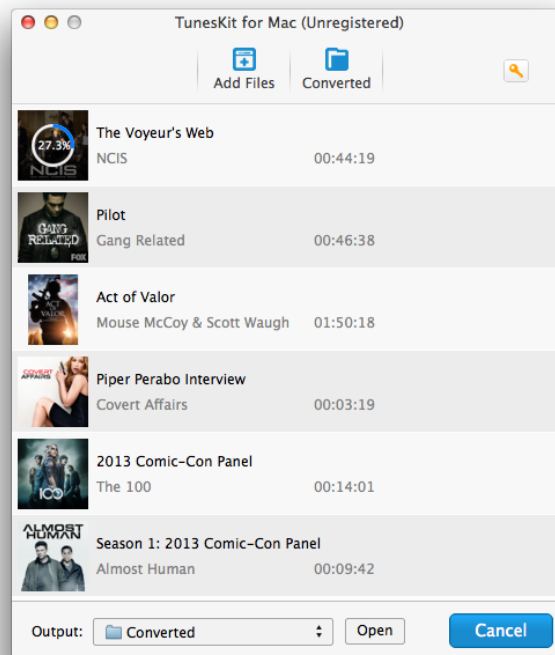 TunesKit for Mac (Unregistered)
Add Files
Converted
27.3%
NCIS
The Voyeur's Web
NCIS
00:44:19
GANG
RELATED
FOX
Pilot
Gang Related
00:46:38
ACT
OF
VALOR
Act of Valor
Mouse McCoy & Scott Waugh
01:50:18
COVERT
AFFAIRS
Piper Perabo Interview
Covert Affairs
00:03:19
100
2013 Comic-Con Panel
The 100
00:14:01
ALMOST
HUMAN
Season 1: 2013 Comic-Con Panel
Almost Human
00:09:42
Output:
Converted
Open
Cancel